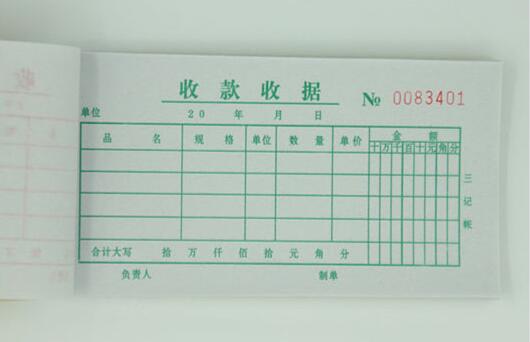 收款收据 № 0083401
单位 20 年 月 日
品名 规格 单位 数量 单价 金额
十万千百十元角分
合计大写 拾 万 仟 佰 拾 元 角 分
三记帐
负责人 制单